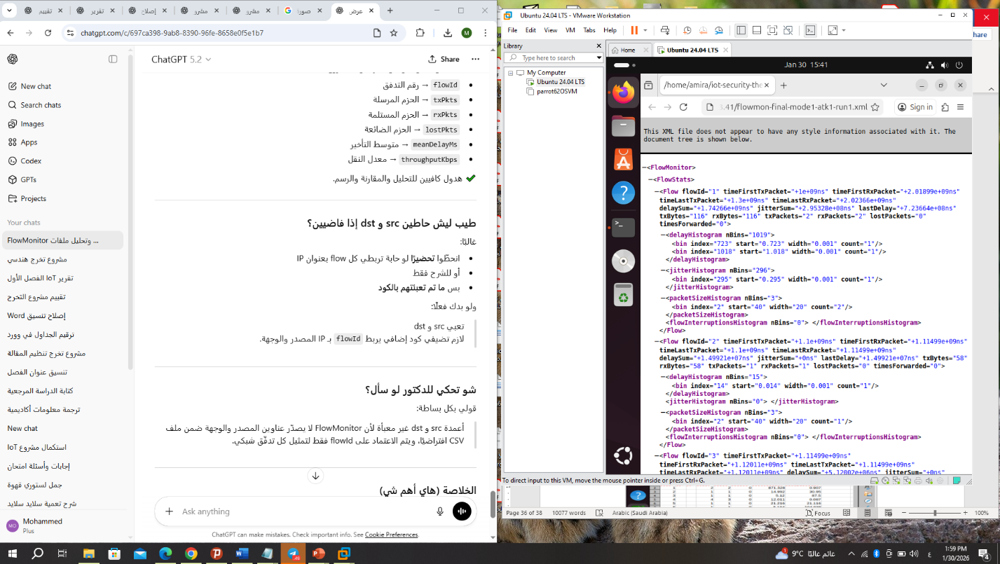 تقييم
تقرير
إصلاح
مشرو
مشرو
صورة
عرض
chatgpt.com/c/697ca398-9ab8-8390-96fe-8658e0f5e1b7
ChatGPT 5.2
Share
New chat
Search chats
Images
Apps
Codex
GPTs
Projects
Your chats
FlowMonitor وتحليل ملفات ...
مشروع تخرج هندسي
تقرير IoT الفصل الأول
تقييم مشروع التخرج
إصلاح تنسيق Word
ترقيم الجداول في وورد
مشروع تخرج تنظيم المقالة
تنسيق عنوان الفصل
كتابة الدراسة المرجعية
ترجمة معلومات أكاديمية
New chat
استكمال مشروع IoT
إجابات وأسئلة امتحان
جمل لستوري قهوة
شرح تعمية سلايد سلايد
MO
Mohammed
Plus
flowId → رقم التدفق
txPkts → الحزم المرسلة
rxPkts → الحزم المستلمة
lostPkts → الحزم الضائعة
meanDelayMs → متوسط التأخير
throughputKbps → معدل النقل
✔ هدول كافيين للتحليل والمقارنة والرسم.
طيب ليش حاطين src و dst إذا فاضيين؟
غالبًا:
انحطّوا تحضيرًا لو حابة تربطي كل flow بعنوان IP
أو للشرح فقط
بس ما تم تعبئتهم بالكود
ولو بدك فعلًا:
تعبي src و dst
لازم تضيفي كود إضافي يربط flowId بـ IP المصدر والوجهة.
شو تحكي للدكتور لو سأل؟
قولي بكل بساطة:
أعمدة src و dst غير معبأة لأن FlowMonitor لا يصدّر عناوين المصدر والوجهة ضمن ملف
CSV افتراضيًا، ويتم الاعتماد على flowId فقط لتمثيل كل تدفّق شبكي.
الخلاصة (هاي أهم شي)
Ask anything
ChatGPT can make mistakes. Check important info. See Cookie Preferences.
Ubuntu 24.04 LTS - VMware Workstation
File Edit View VM Tabs Help
hare
Library
Type here to search
My Computer
Ubuntu 24.04 LTS
parrot62OSVM
Home
Ubuntu 24.04 LTS
Jan 30 15:41
/home/amira/iot-security-the
3.41/flowmon-final-mode1-atk1-run1.xml
Sign in
This XML file does not appear to have any style information associated with it. The
document tree is shown below.
—<FlowMonitor>
—<FlowStats>
—<Flow flowId="1" timeFirstTxPacket="+1e+09ns" timeFirstRxPacket="+2.01899e+09ns"
timeLastTxPacket="+1.3e+09ns" timeLastRxPacket="+2.02366e+09ns"
delaySum="+1.74266e+09ns" jitterSum="+2.95328e+08ns" lastDelay="+7.23664e+08ns"
txBytes="116" rxBytes="116" txPackets="2" rxPackets="2" lostPackets="0"
timesForwarded="0">
—<delayHistogram nBins="1019">
<bin index="723" start="0.723" width="0.001" count="1"/>
<bin index="1018" start="1.018" width="0.001" count="1"/>
</delayHistogram>
—<jitterHistogram nBins="296">
<bin index="295" start="0.295" width="0.001" count="1"/>
</jitterHistogram>
—<packetSizeHistogram nBins="3">
<bin index="2" start="40" width="20" count="2"/>
</packetSizeHistogram>
<flowInterruptionsHistogram nBins="0"> </flowInterruptionsHistogram>
</Flow>
—<Flow flowId="2" timeFirstTxPacket="+1.1e+09ns" timeFirstRxPacket="+1.11499e+09ns"
timeLastTxPacket="+1.1e+09ns" timeLastRxPacket="+1.11499e+09ns"
delaySum="+1.49921e+07ns" jitterSum="+0ns" lastDelay="+1.49921e+07ns" txBytes="58"
rxBytes="58" txPackets="1" rxPackets="1" lostPackets="0" timesForwarded="0">
—<delayHistogram nBins="15">
<bin index="14" start="0.014" width="0.001" count="1"/>
</delayHistogram>
<jitterHistogram nBins="0"> </jitterHistogram>
—<packetSizeHistogram nBins="3">
<bin index="2" start="40" width="20" count="1"/>
</packetSizeHistogram>
<flowInterruptionsHistogram nBins="0"> </flowInterruptionsHistogram>
</Flow>
—<Flow flowId="3" timeFirstTxPacket="+1.11499e+09ns"
timeFirstRxPacket="+1.12011e+09ns" timeLastTxPacket="+1.11499e+09ns"
timeLastRxPacket="+1.12011e+09ns" delaySum="+5.12002e+06ns" jitterSum="+0ns"
To direct input to this VM, move the mouse pointer inside or press Ctrl+G.
Page 36 of 38 10077 words Arabic (Saudi Arabia) Focus 100%
9°C غائم غالبًا
ع
1:59 PM
1/30/2026